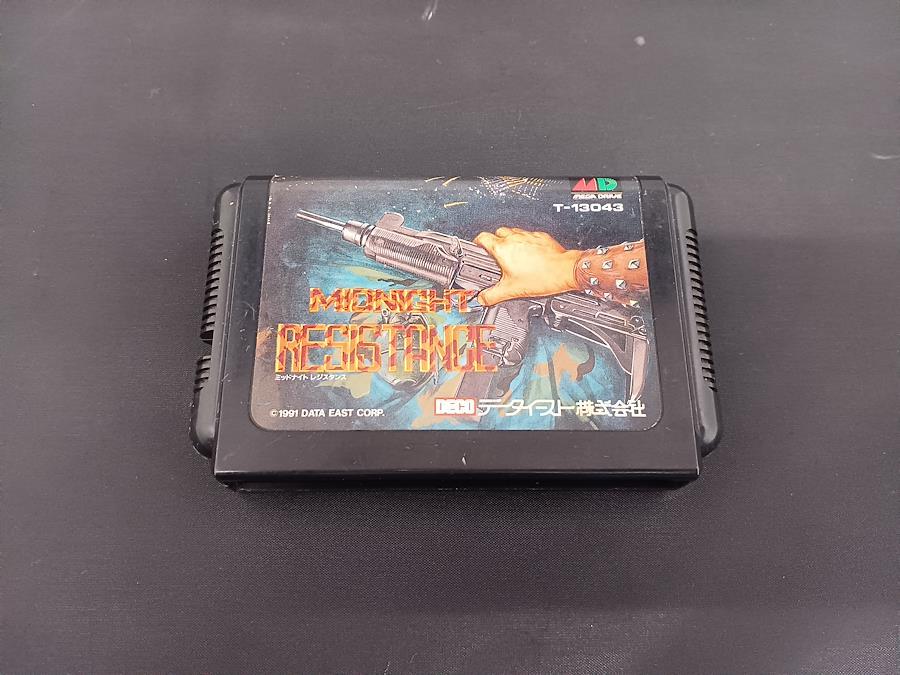 MD
MEGA DRIVE
T-13043
MIDNIGHT
RESISTANCE
ミッドナイト レジスタンス
©1991 DATA EAST CORP.
DECO データイースト株式会社